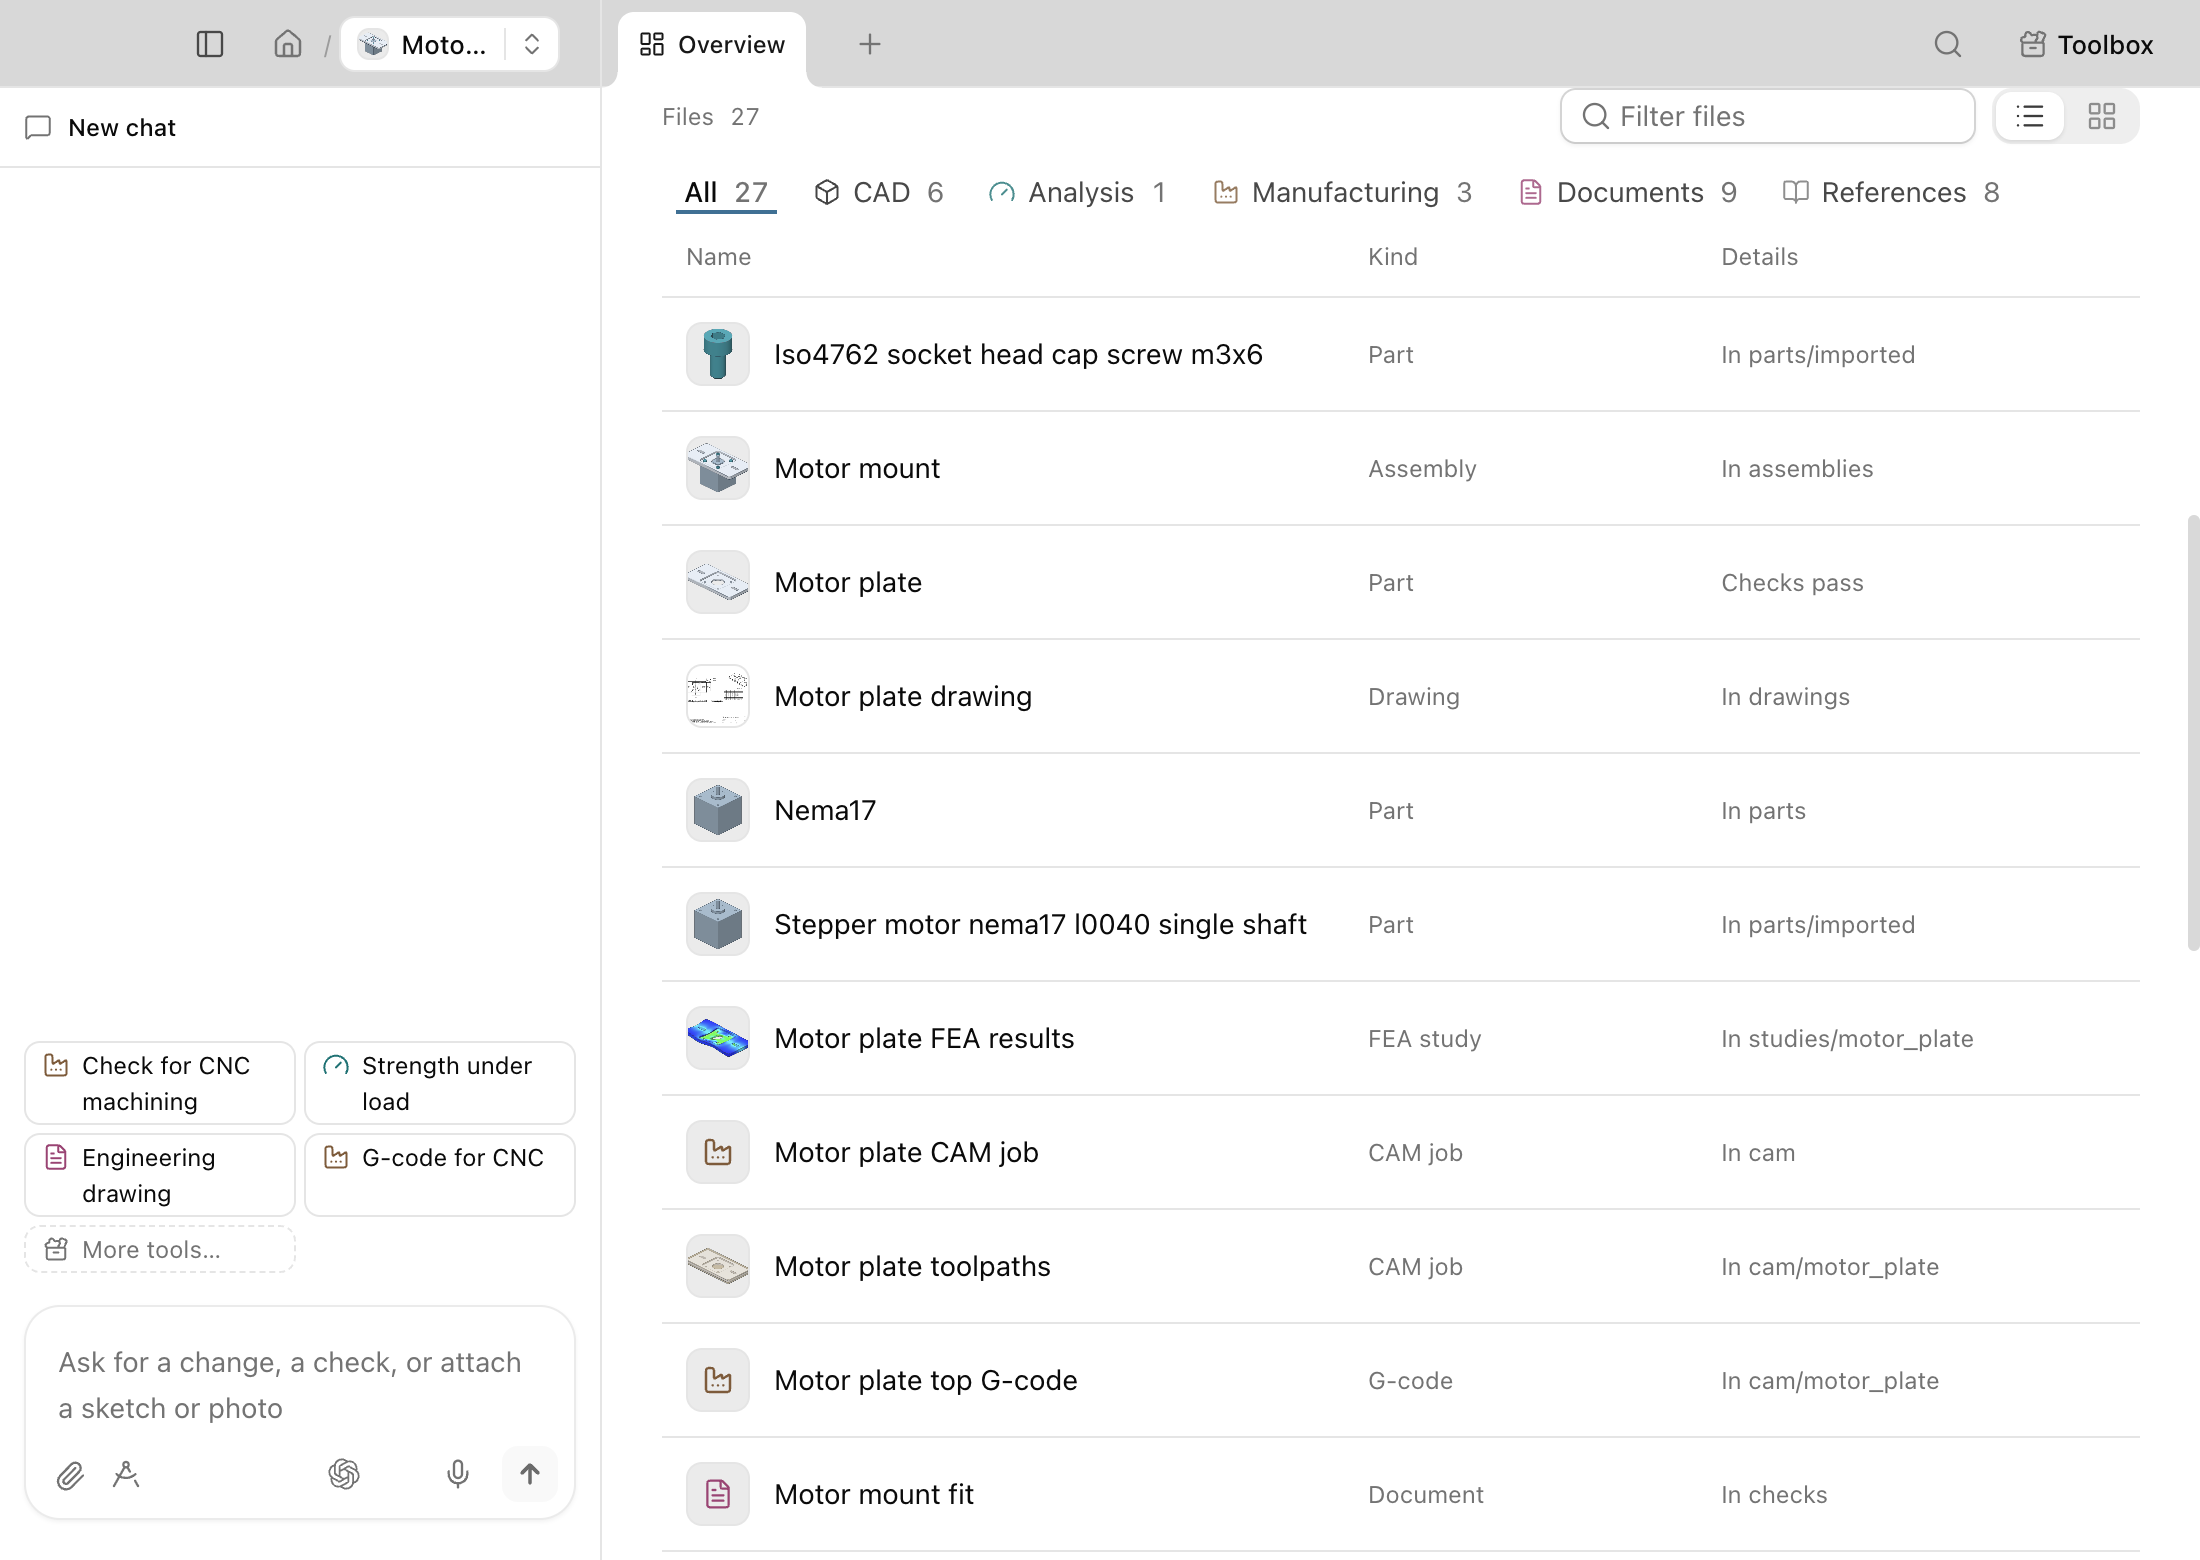 Moto...
Overview
Toolbox
New chat
Files 27
Filter files
All 27
CAD 6
Analysis 1
Manufacturing 3
Documents 9
References 8
Name Kind Details
Iso4762 socket head cap screw m3x6 Part In parts/imported
Motor mount Assembly In assemblies
Motor plate Part Checks pass
Motor plate drawing Drawing In drawings
Nema17 Part In parts
Stepper motor nema17 l0040 single shaft Part In parts/imported
Motor plate FEA results FEA study In studies/motor_plate
Motor plate CAM job CAM job In cam
Motor plate toolpaths CAM job In cam/motor_plate
Motor plate top G-code G-code In cam/motor_plate
Motor mount fit Document In checks
Check for CNC
machining
Strength under
load
Engineering
drawing
G-code for CNC
More tools...
Ask for a change, a check, or attach
a sketch or photo